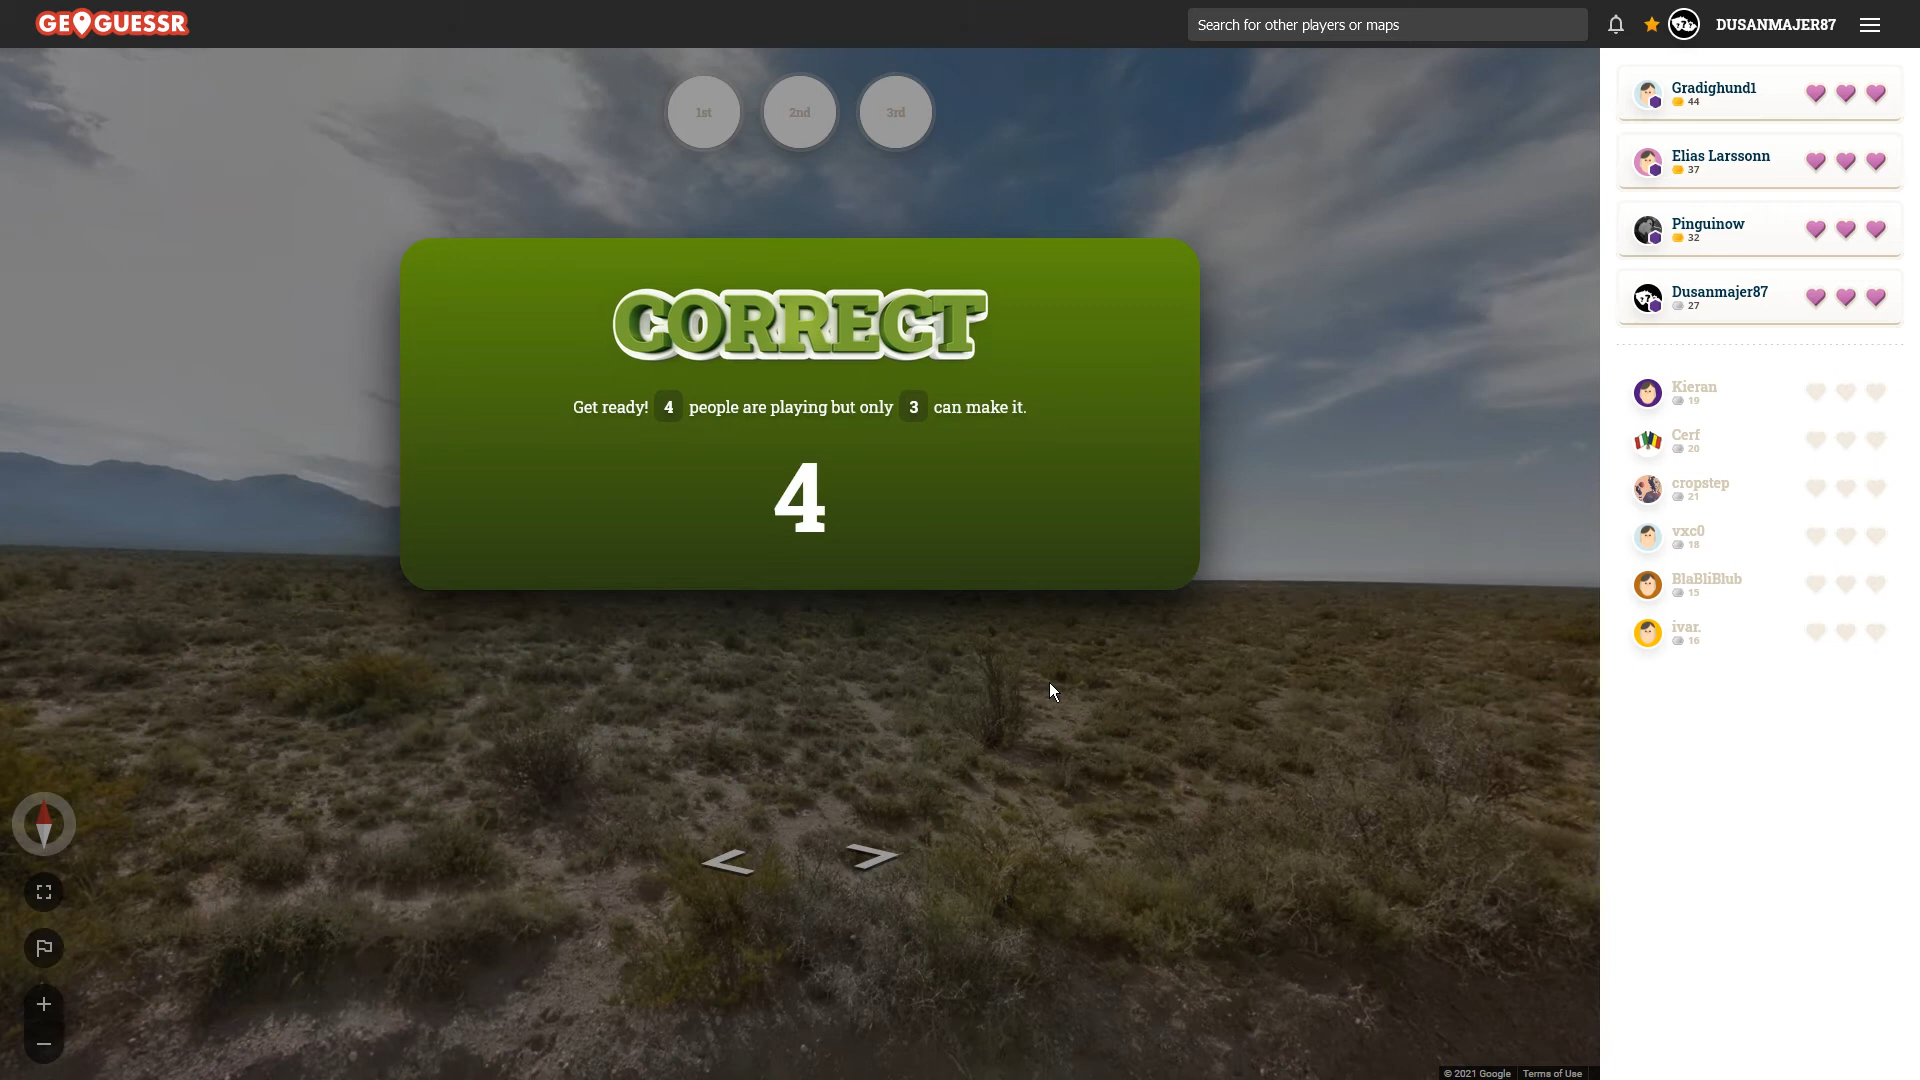 GEOGUESSR
Search for other players or maps
DUSANMAJER87
1st
2nd
3rd
CORRECT
Get ready! 4 people are playing but only 3 can make it.
4
Gradighund1
44
Elias Larssonn
37
Pinguinow
32
Dusanmajer87
27
Kieran
19
Cerf
20
cropstep
21
vxc0
18
BlaBliBlub
15
ivar.
16
© 2021 Google
Terms of Use